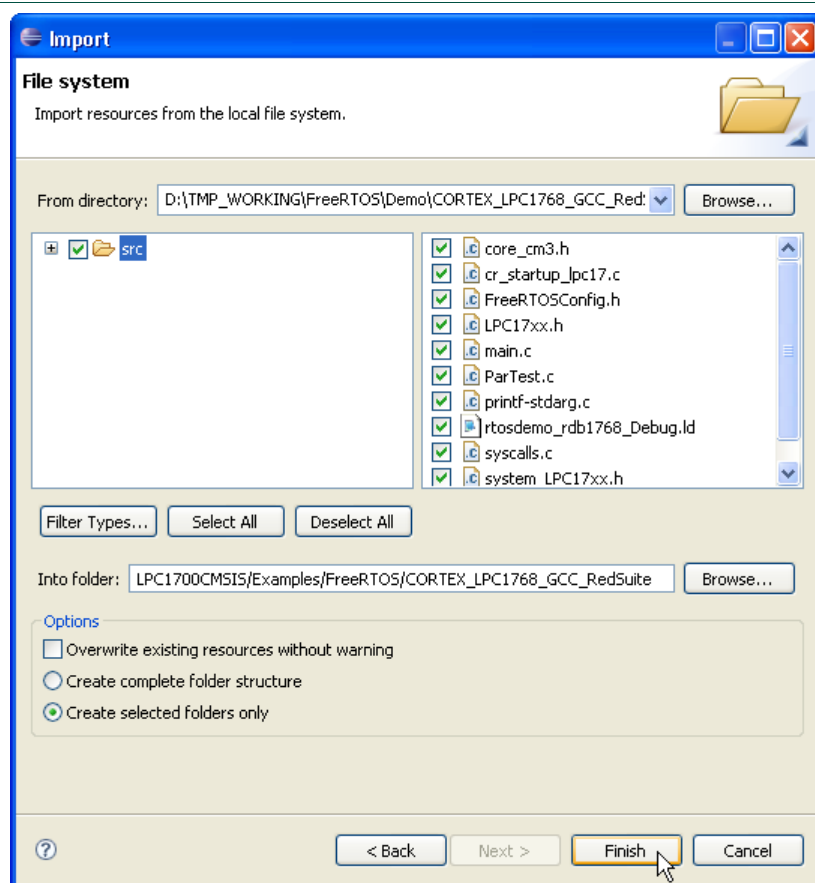 Import
File system
Import resources from the local file system.
From directory: D:\TMP_WORKING\FreeRTOS\Demo\CORTEX_LPC1768_GCC_Red: Browse...
src
core_cm3.h
cr_startup_lpc17.c
FreeRTOSConfig.h
LPC17xx.h
main.c
ParTest.c
printf-stdarg.c
rtosdemo_rdb1768_Debug.ld
syscalls.c
system_LPC17xx.h
Filter Types... Select All Deselect All
Into folder: LPC1700CMSIS/Examples/FreeRTOS/CORTEX_LPC1768_GCC_RedSuite Browse...
Options
Overwrite existing resources without warning
Create complete folder structure
Create selected folders only
< Back Next > Finish Cancel